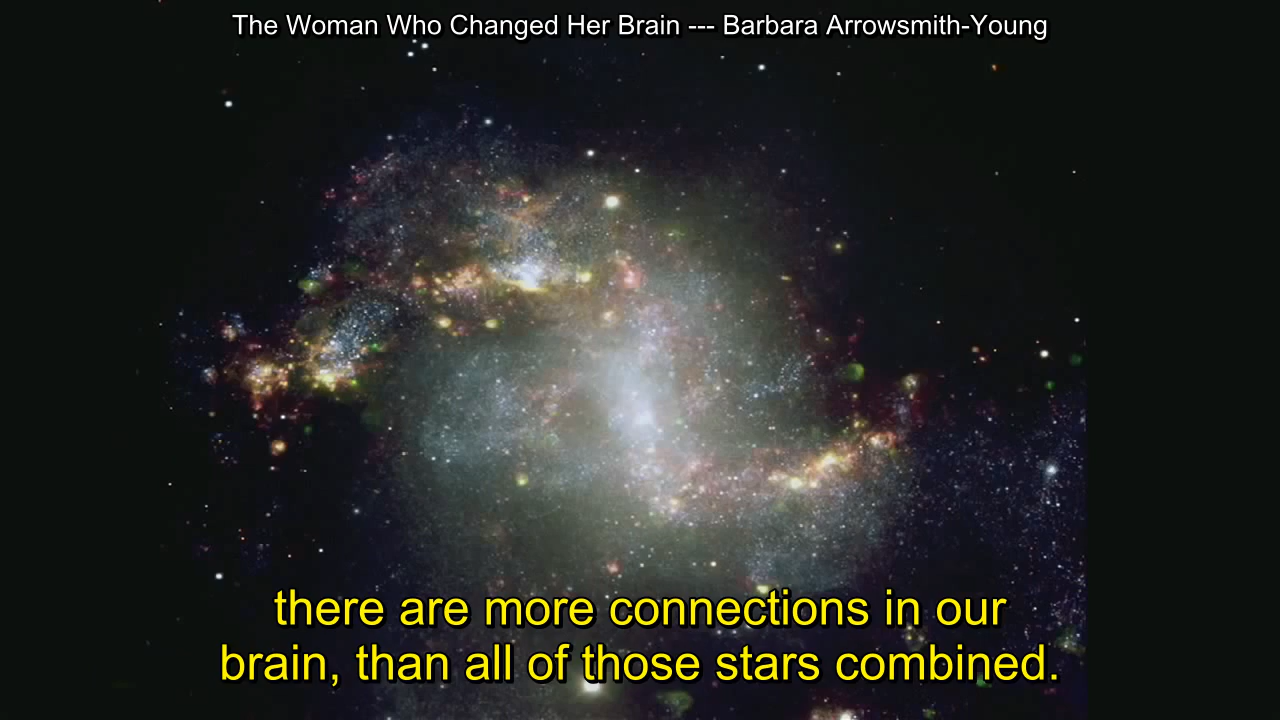 The Woman Who Changed Her Brain --- Barbara Arrowsmith-Young
there are more connections in our
brain, than all of those stars combined.